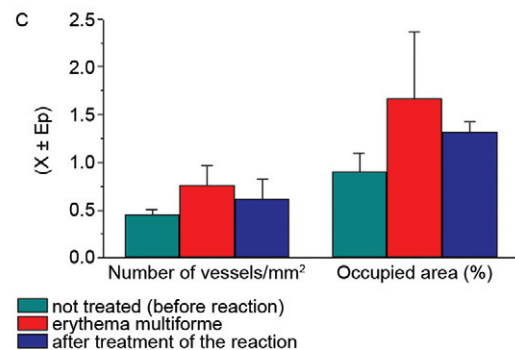 C
(X ± Ep)
2.5
2.0
1.5
1.0
0.5
0.0
Number of vessels/mm²
Occupied area (%)
not treated (before reaction)
erythema multiforme
after treatment of the reaction